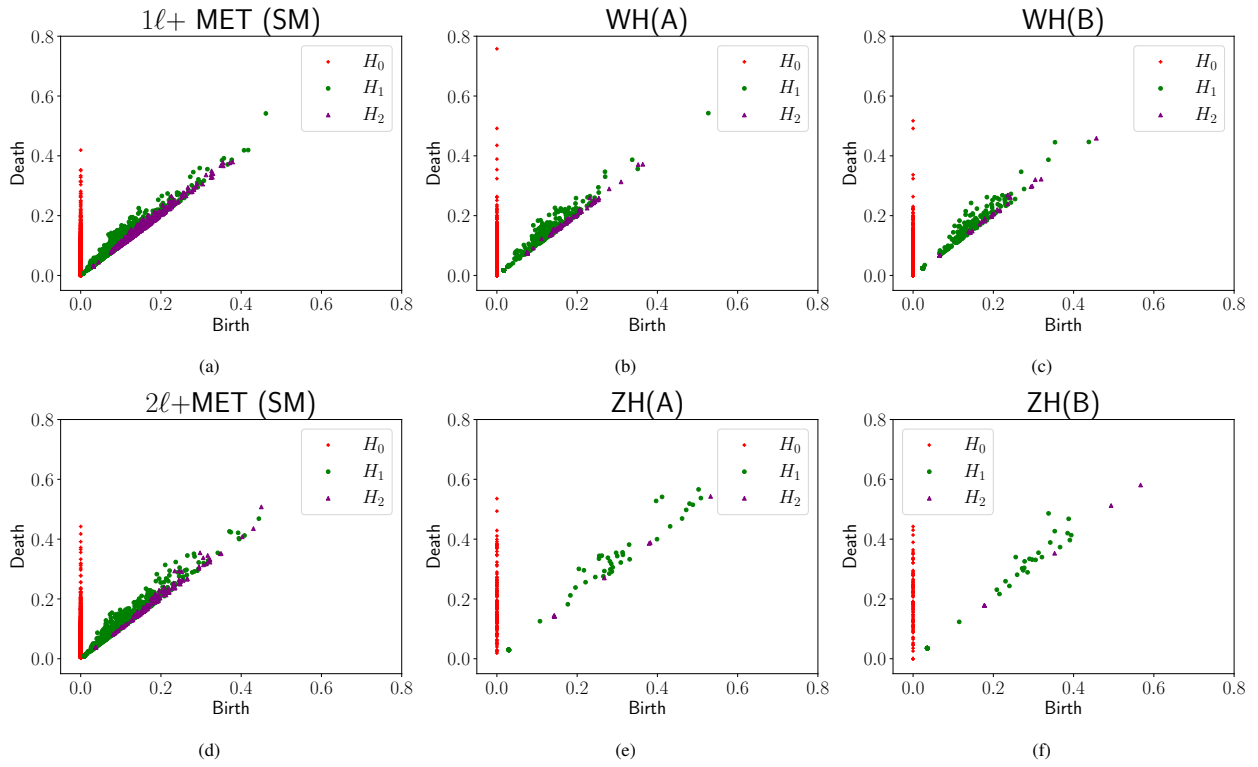 1ℓ+ MET (SM)
0.8
0.6
0.4
0.2
0.0
Death
0.0 0.2 0.4 0.6 0.8
Birth
H₀
H₁
H₂
(a)
WH(A)
0.8
0.6
0.4
0.2
0.0
Death
0.0 0.2 0.4 0.6 0.8
Birth
H₀
H₁
H₂
(b)
WH(B)
0.8
0.6
0.4
0.2
0.0
Death
0.0 0.2 0.4 0.6 0.8
Birth
H₀
H₁
H₂
(c)
2ℓ+MET (SM)
0.8
0.6
0.4
0.2
0.0
Death
0.0 0.2 0.4 0.6 0.8
Birth
H₀
H₁
H₂
(d)
ZH(A)
0.8
0.6
0.4
0.2
0.0
Death
0.0 0.2 0.4 0.6 0.8
Birth
H₀
H₁
H₂
(e)
ZH(B)
0.8
0.6
0.4
0.2
0.0
Death
0.0 0.2 0.4 0.6 0.8
Birth
H₀
H₁
H₂
(f)